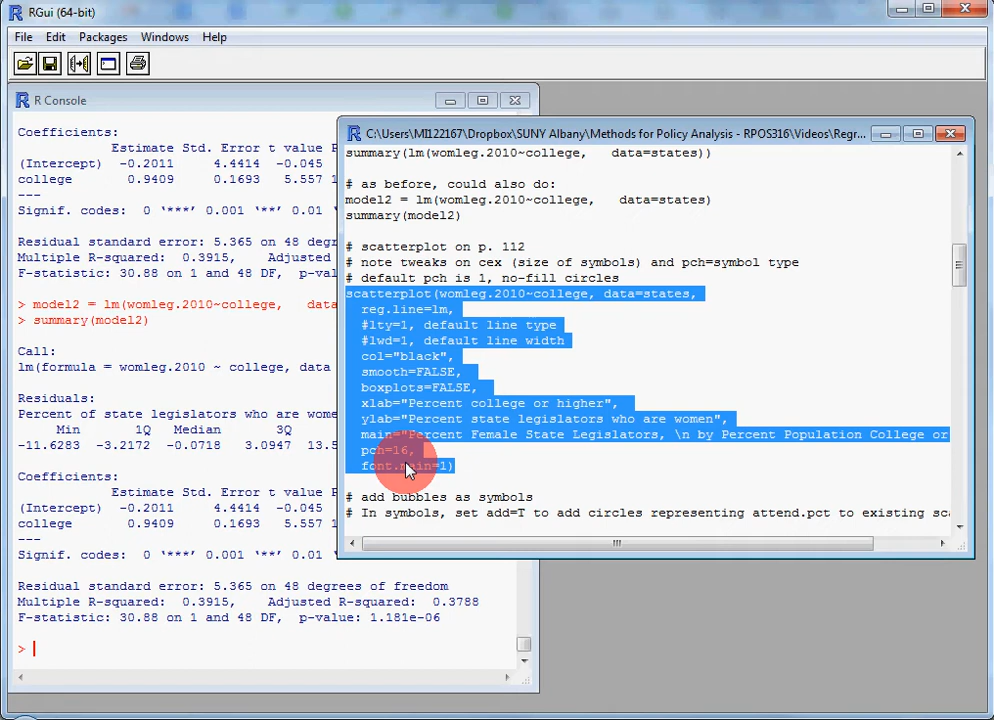 RGui (64-bit)
File Edit Packages Windows Help
R Console
Coefficients:
Estimate Std. Error t value P
(Intercept) -0.2011 4.4414 -0.045
college 0.9409 0.1693 5.557 1
---
Signif. codes: 0 ‘***’ 0.001 ‘**’ 0.01
Residual standard error: 5.365 on 48 degr
Multiple R-squared: 0.3915, Adjusted
F-statistic: 30.88 on 1 and 48 DF, p-val
> model2 = lm(womleg.2010~college, data
> summary(model2)
Call:
lm(formula = womleg.2010 ~ college, data
Residuals:
Percent of state legislators who are wome
Min 1Q Median 3Q
-11.6283 -3.2172 -0.0718 3.0947 13.5
Coefficients:
Estimate Std. Error t value P
(Intercept) -0.2011 4.4414 -0.045
college 0.9409 0.1693 5.557 1
---
Signif. codes: 0 ‘***’ 0.001 ‘**’ 0.01
Residual standard error: 5.365 on 48 degrees of freedom
Multiple R-squared: 0.3915, Adjusted R-squared: 0.3788
F-statistic: 30.88 on 1 and 48 DF, p-value: 1.181e-06
>
C:\Users\MI122167\Dropbox\SUNY Albany\Methods for Policy Analysis - RPOS316\Videos\Regr...
summary(lm(womleg.2010~college, data=states))
# as before, could also do:
model2 = lm(womleg.2010~college, data=states)
summary(model2)
# scatterplot on p. 112
# note tweaks on cex (size of symbols) and pch=symbol type
# default pch is 1, no-fill circles
scatterplot(womleg.2010~college, data=states,
reg.line=lm,
#lty=1, default line type
#lwd=1, default line width
col="black",
smooth=FALSE,
boxplots=FALSE,
xlab="Percent college or higher",
ylab="Percent state legislators who are women",
main="Percent Female State Legislators, \n by Percent Population College or
pch=16,
font.main=1)
# add bubbles as symbols
# In symbols, set add=T to add circles representing attend.pct to existing sca